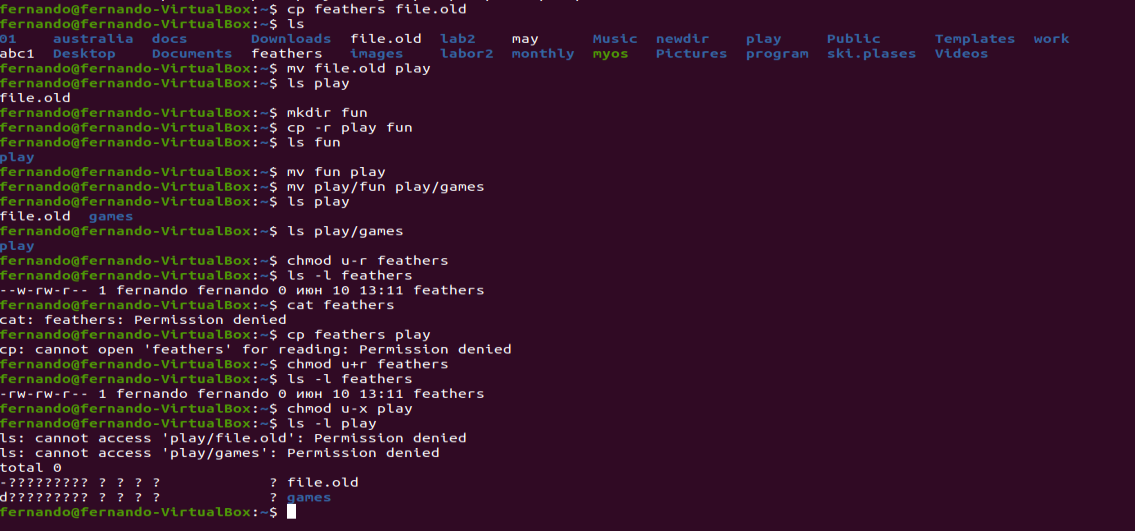 fernando@fernando-VirtualBox:~$ cp feathers file.old
fernando@fernando-VirtualBox:~$ ls
01 australia docs Downloads file.old lab2 may Music newdir play Public Templates work
abc1 Desktop Documents feathers images labor2 monthly myos Pictures program ski.plases Videos
fernando@fernando-VirtualBox:~$ mv file.old play
fernando@fernando-VirtualBox:~$ ls play
file.old
fernando@fernando-VirtualBox:~$ mkdir fun
fernando@fernando-VirtualBox:~$ cp -r play fun
fernando@fernando-VirtualBox:~$ ls fun
play
fernando@fernando-VirtualBox:~$ mv fun play
fernando@fernando-VirtualBox:~$ mv play/fun play/games
fernando@fernando-VirtualBox:~$ ls play
file.old games
fernando@fernando-VirtualBox:~$ ls play/games
play
fernando@fernando-VirtualBox:~$ chmod u-r feathers
fernando@fernando-VirtualBox:~$ ls -l feathers
--w-rw-r-- 1 fernando fernando 0 июн 10 13:11 feathers
fernando@fernando-VirtualBox:~$ cat feathers
cat: feathers: Permission denied
fernando@fernando-VirtualBox:~$ cp feathers play
cp: cannot open 'feathers' for reading: Permission denied
fernando@fernando-VirtualBox:~$ chmod u+r feathers
fernando@fernando-VirtualBox:~$ ls -l feathers
-rw-rw-r-- 1 fernando fernando 0 июн 10 13:11 feathers
fernando@fernando-VirtualBox:~$ chmod u-x play
fernando@fernando-VirtualBox:~$ ls -l play
ls: cannot access 'play/file.old': Permission denied
ls: cannot access 'play/games': Permission denied
total 0
-????????? ? ? ? ? ? file.old
d????????? ? ? ? ? ? games
fernando@fernando-VirtualBox:~$